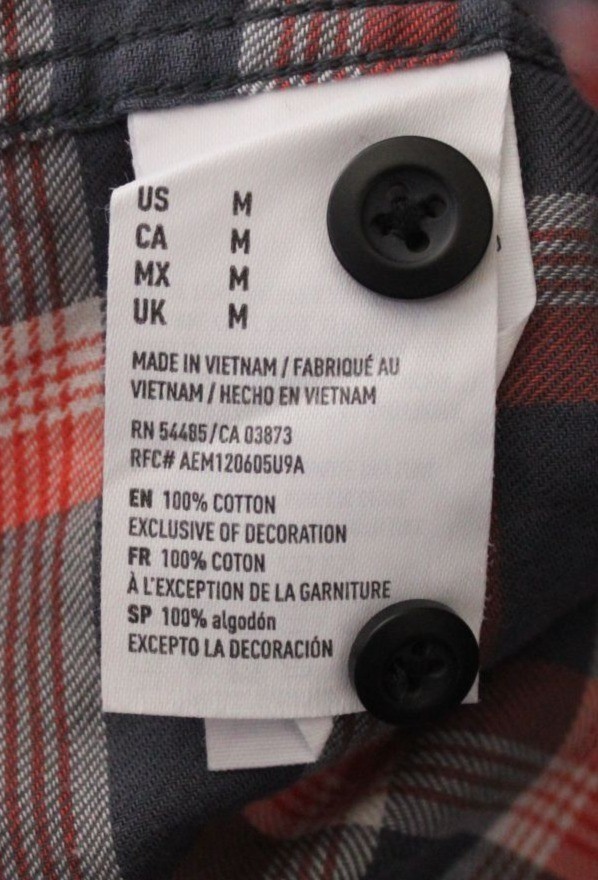 US M
CA M
MX M
UK M
MADE IN VIETNAM / FABRIQUÉ AU
VIETNAM / HECHO EN VIETNAM
RN 54485/CA 03873
RFC# AEM120605U9A
EN 100% COTTON
EXCLUSIVE OF DECORATION
FR 100% COTON
À L'EXCEPTION DE LA GARNITURE
SP 100% algodón
EXCEPTO LA DECORACIÓN